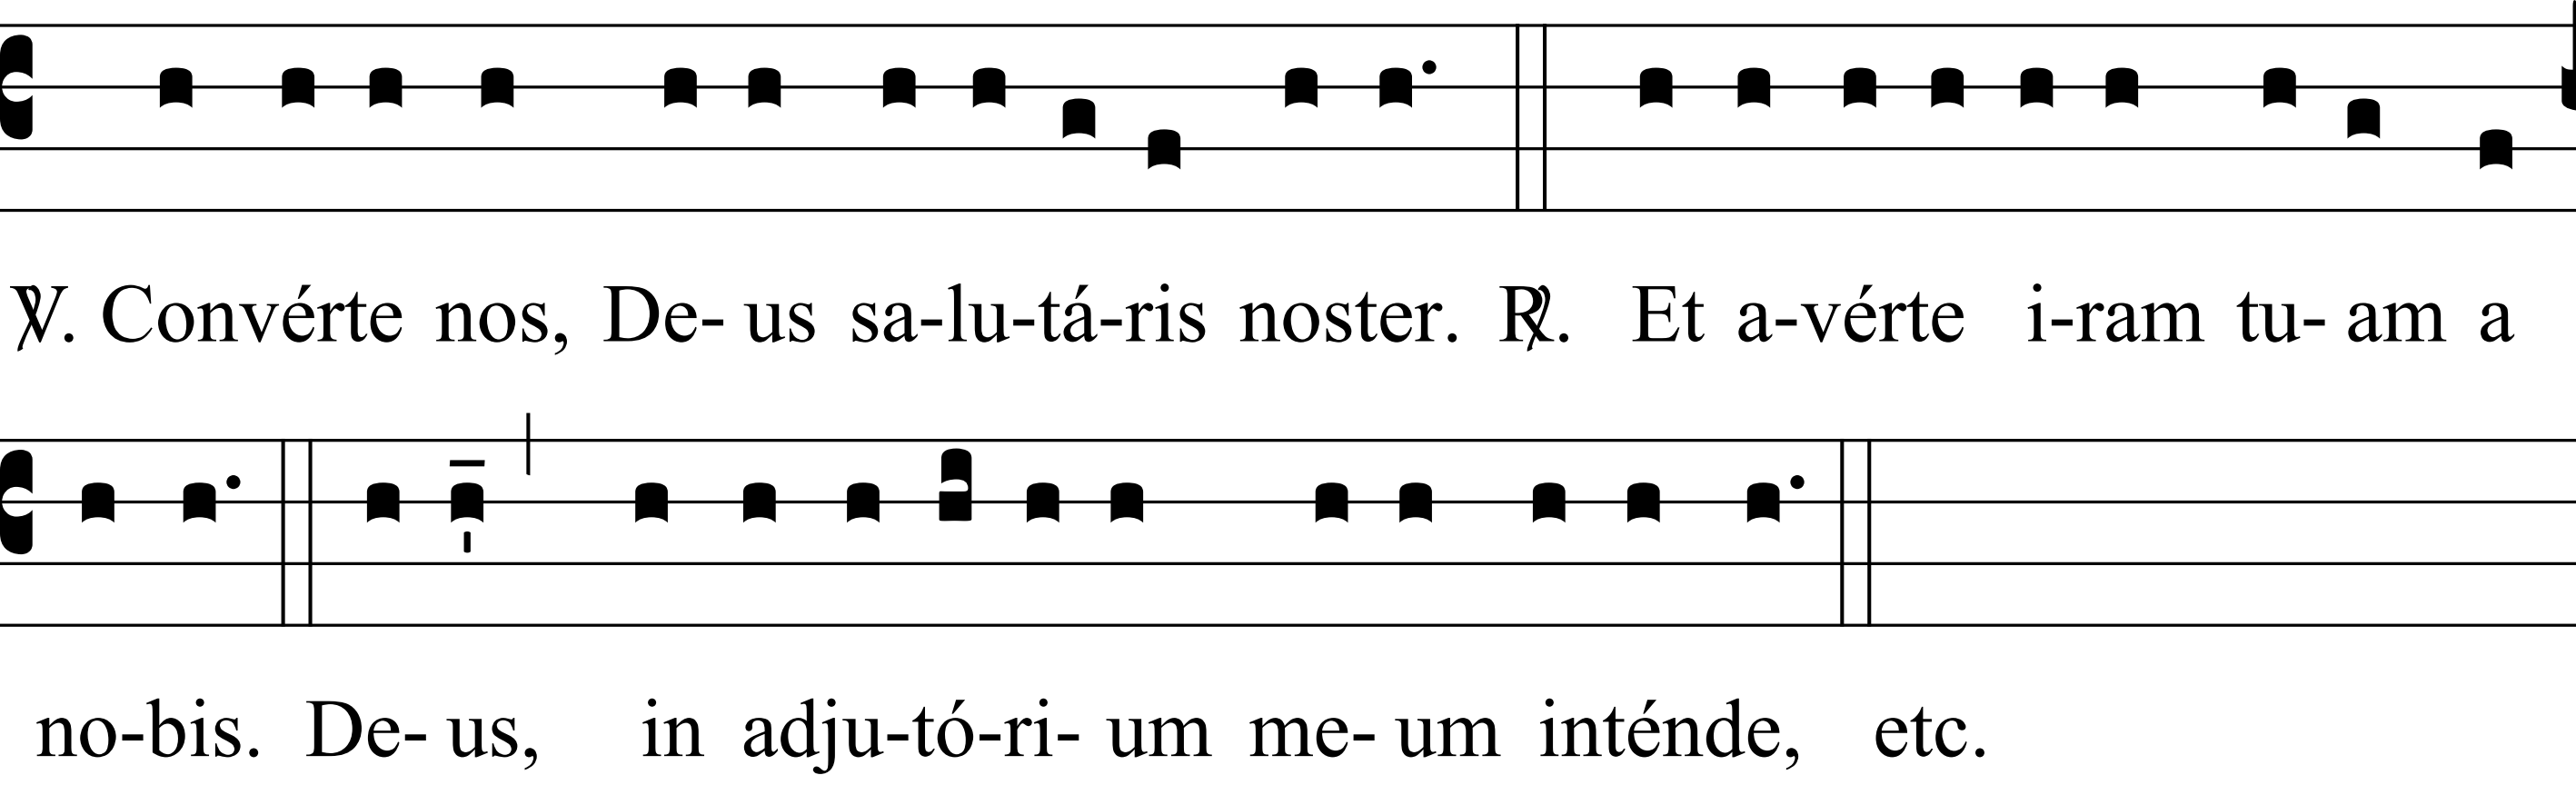 ℣. Convérte nos, De- us sa-lu-tá-ris noster. ℟. Et a-vérte i-ram tu- am a
no-bis. De- us, in adju-tó-ri- um me- um inténde, etc.